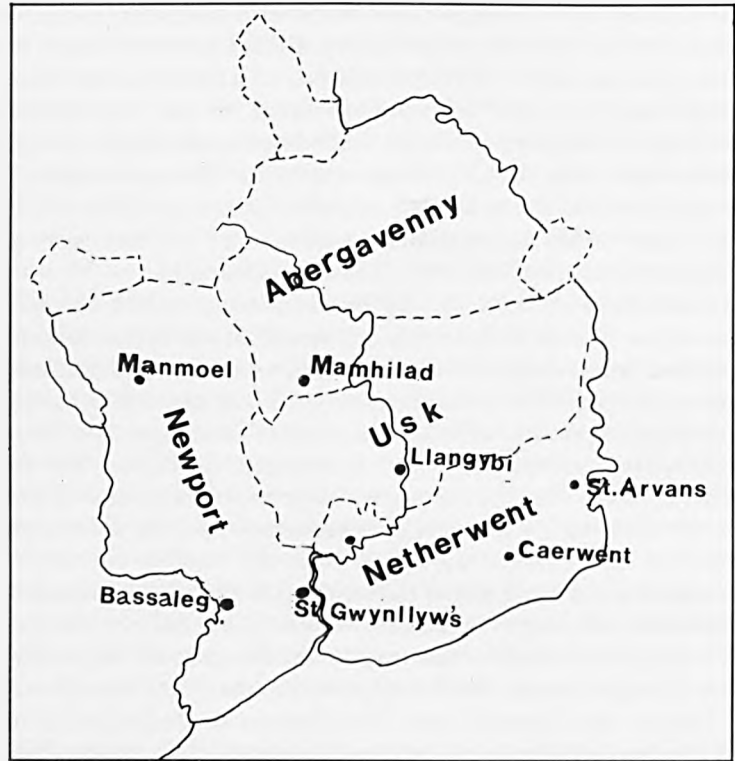 Abergavenny
Manmoel
Mamhilad
Usk
Newport
Llangybi
St.Arvans
Netherwent
Caerwent
Bassaleg
St.Gwynllyw's